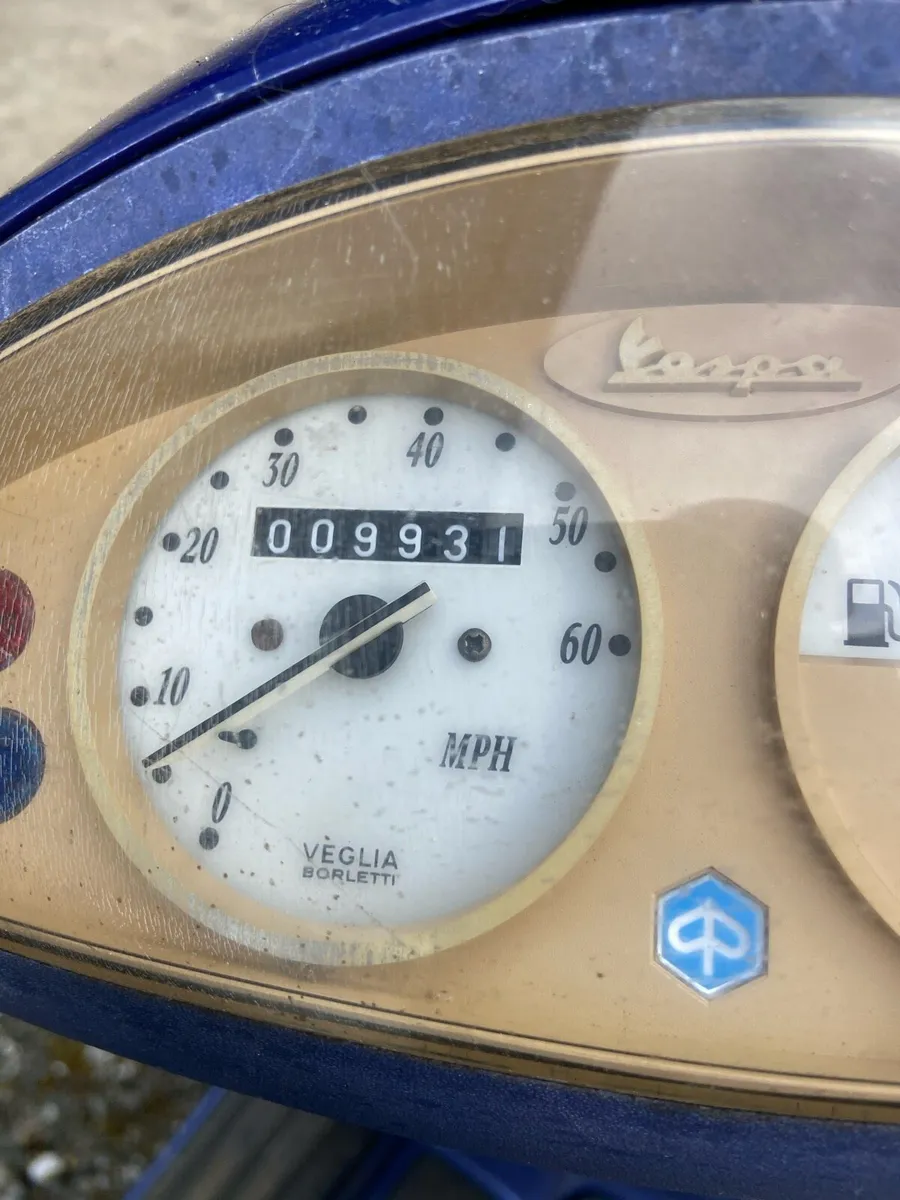 Vespa
30 40
009931
20 50
10 60
MPH
0
VEGLIA
BORLETTI